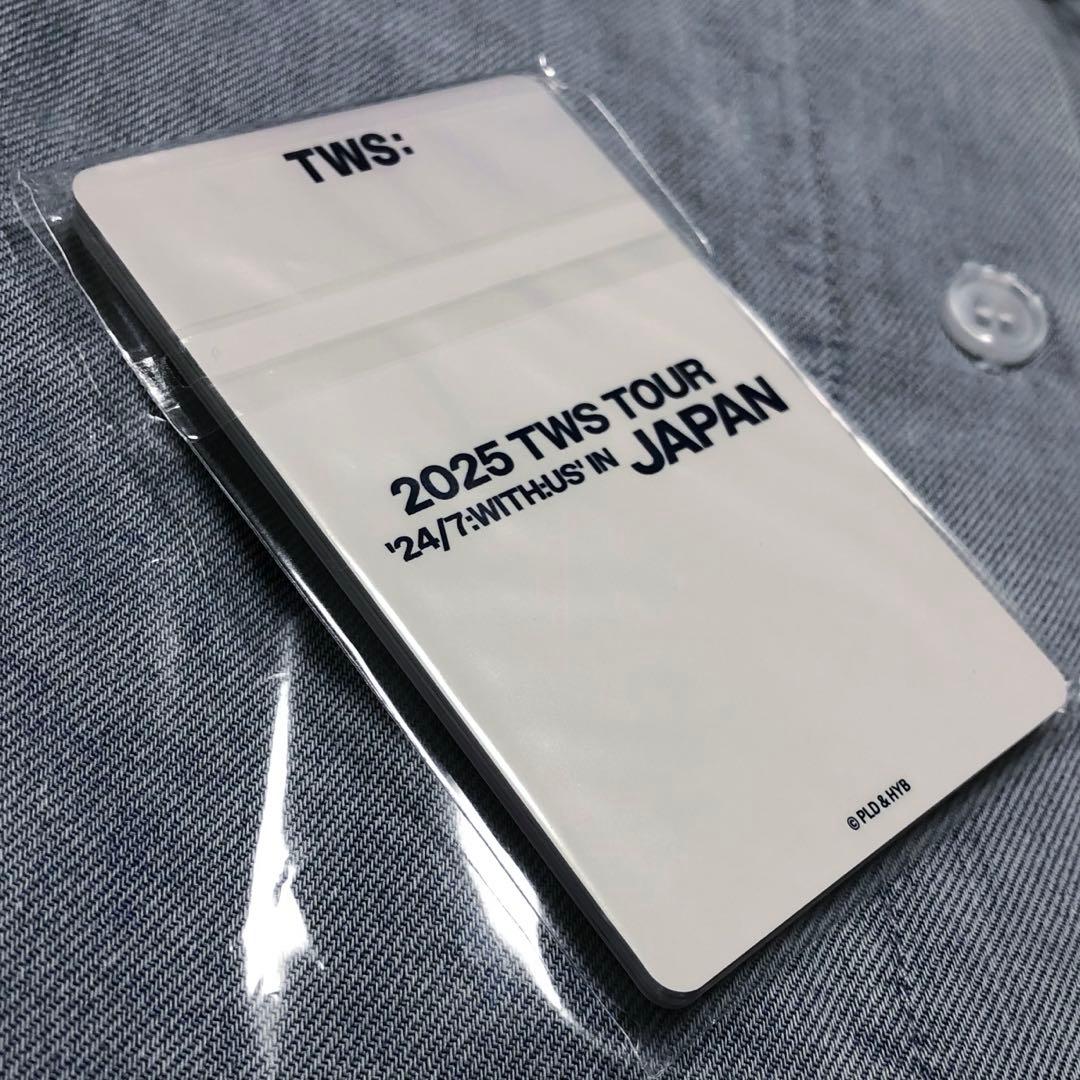 TWS:
2025 TWS TOUR
'24/7:WITH:US' IN JAPAN
© PLD & HYB